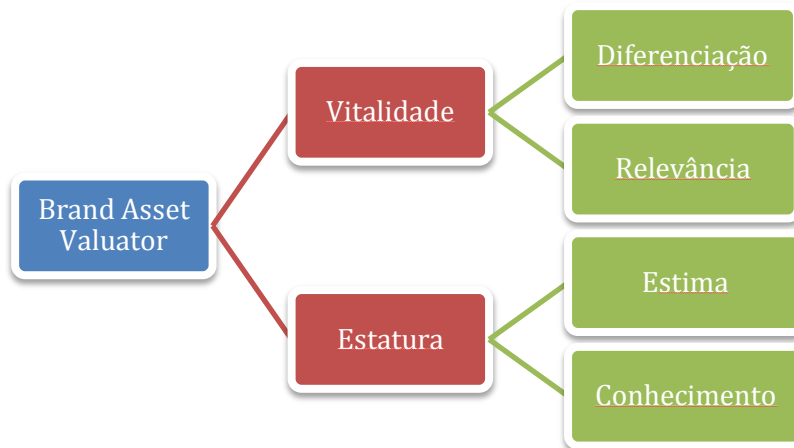 Brand Asset
Valuator
Vitalidade
Diferenciação
Relevância
Estatura
Estima
Conhecimento